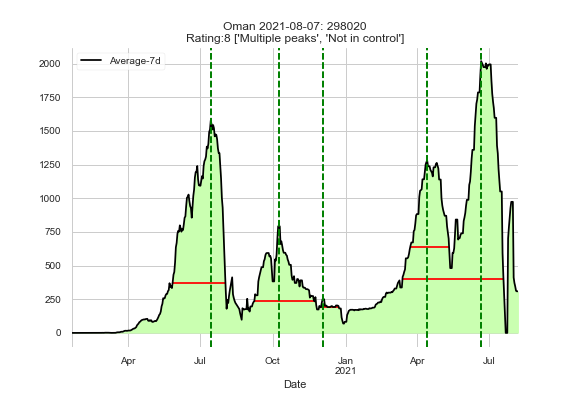 Oman 2021-08-07: 298020
Rating:8 ['Multiple peaks', 'Not in control']
Average-7d
2000
1750
1500
1250
1000
750
500
250
0
Apr Jul Oct Jan Apr Jul
2021
Date